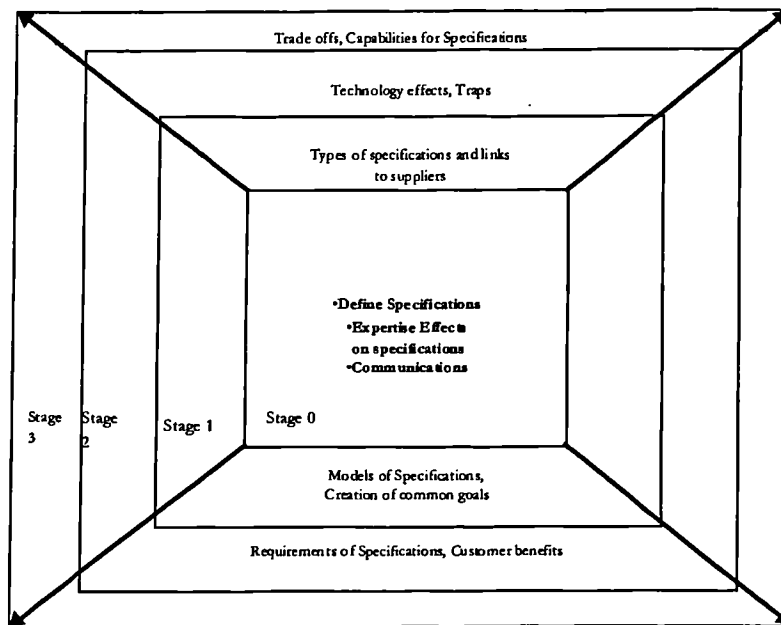 Trade offs, Capabilities for Specifications
Technology effects, Traps
Types of specifications and links
to suppliers
•Define Specifications
•Expertise Effects
on specifications
•Communications
Stage
3
Stage
2
Stage 1
Stage 0
Models of Specifications,
Creation of common goals
Requirements of Specifications, Customer benefits